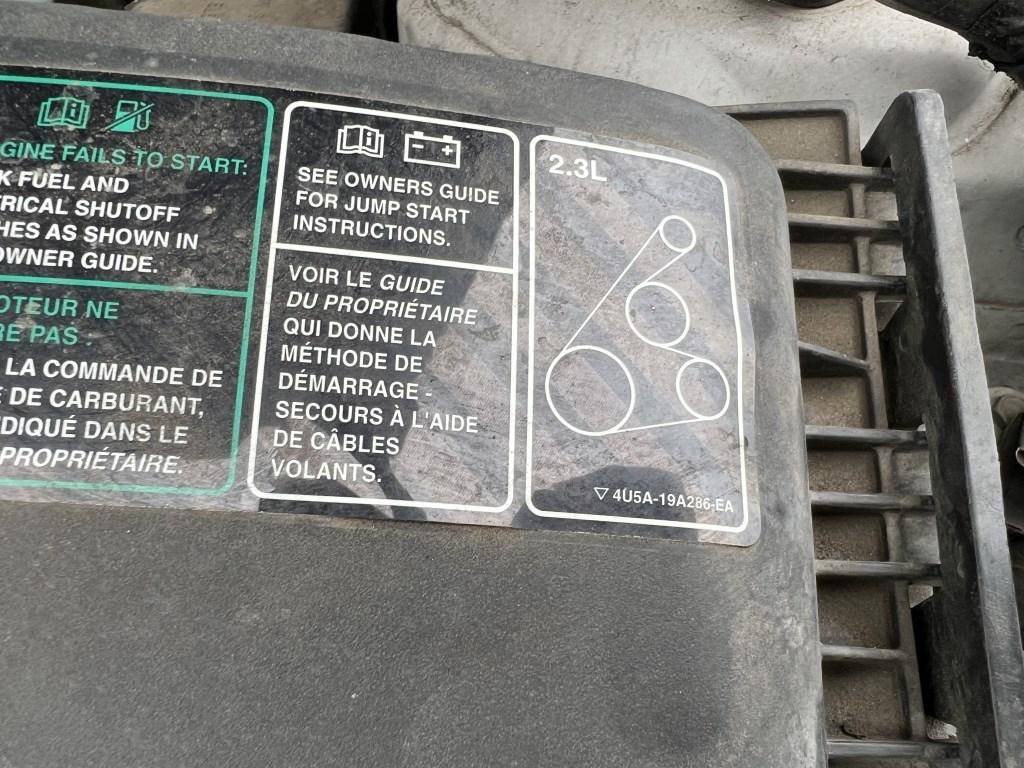 GINE FAILS TO START:
K FUEL AND
TRICAL SHUTOFF
HES AS SHOWN IN
OWNER GUIDE.
OTEUR NE
RE PAS :
LA COMMANDE DE
E DE CARBURANT,
NDIQUÉ DANS LE
PROPRIÉTAIRE.
SEE OWNERS GUIDE
FOR JUMP START
INSTRUCTIONS.
VOIR LE GUIDE
DU PROPRIÉTAIRE
QUI DONNE LA
MÉTHODE DE
DÉMARRAGE -
SECOURS À L'AIDE
DE CÂBLES
VOLANTS.
2.3L
▽ 4U5A-19A286-EA